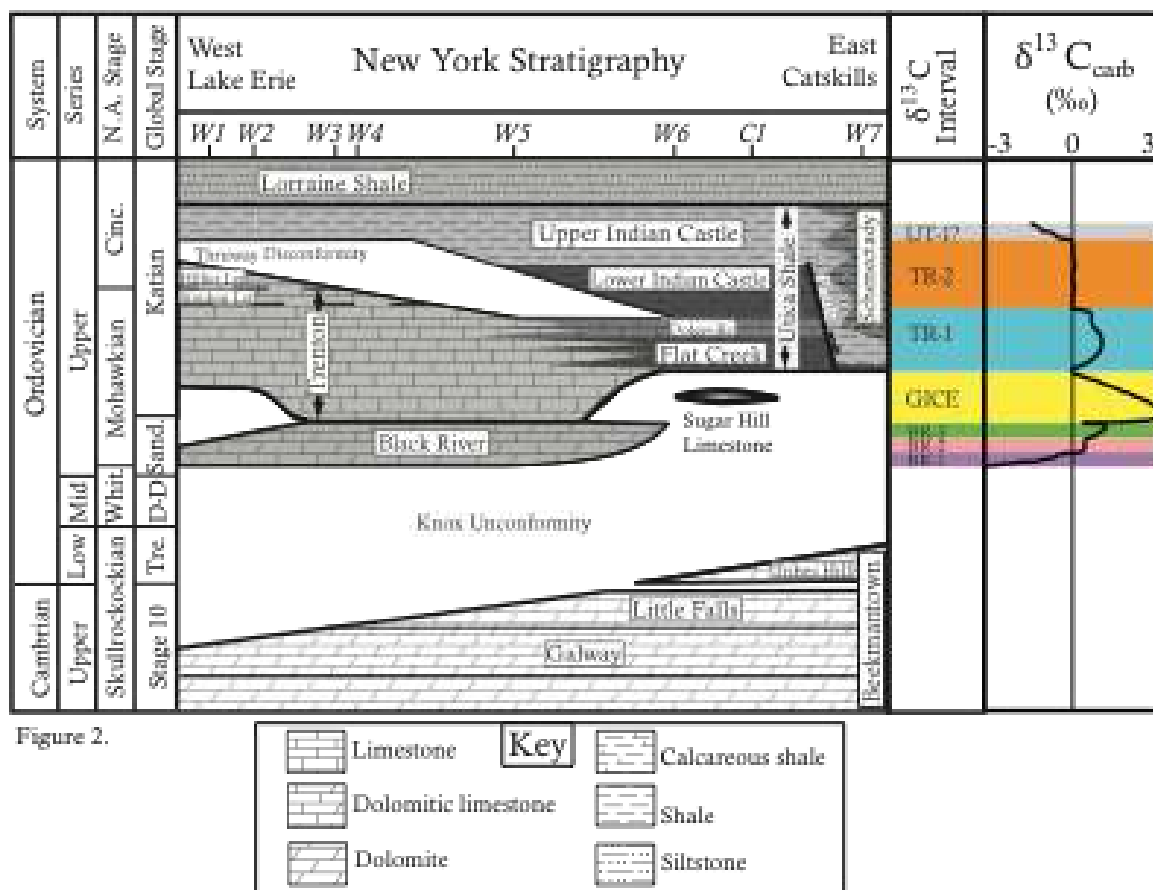 System
Series
N.A. Stage
Global Stage
West
Lake Erie
New York Stratigraphy
East
Catskills
δ¹³C
Interval
δ¹³ C carb
(‰)
-3 0 3
W1 W2 W3 W4 W5 W6 C1 W7
Ordovician
Cambrian
Upper
Mid
Low
Upper
Cinc.
Mohawkian
Whit.
Skullrockian
Katian
Sand.
D-D
Tre.
Stage 10
Lorraine Shale
Upper Indian Castle
Thruway Disconformity
Lower Indian Castle
Utica Shale
Schenectady
Trenton
Flat Creek
Sugar Hill
Limestone
Black River
Knox Unconformity
Little Falls
Galway
Beekmantown
TR-2
TR-1
GICE
Figure 2.
Key
Limestone
Dolomitic limestone
Dolomite
Calcareous shale
Shale
Siltstone